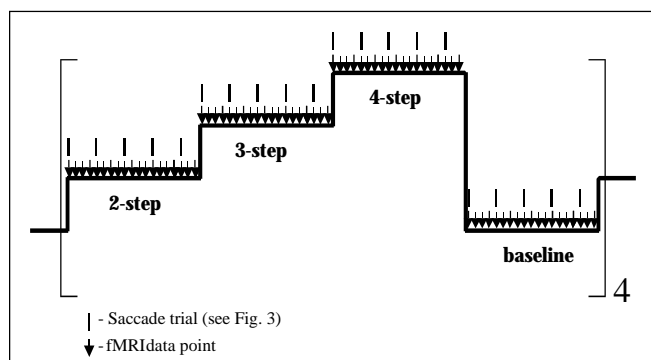 4-step
3-step
2-step
baseline
4
- Saccade trial (see Fig. 3)
- fMRIdata point